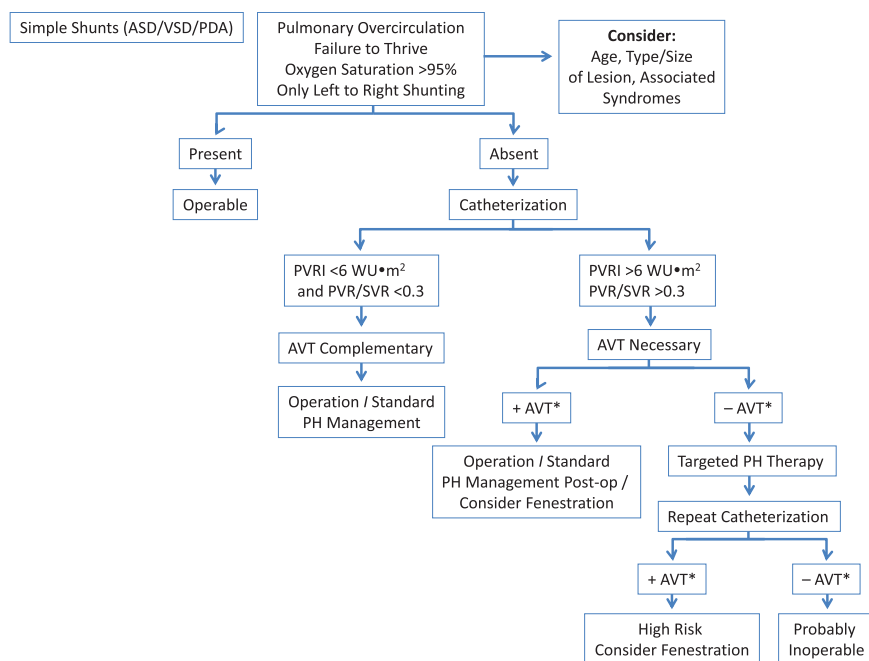 Simple Shunts (ASD/VSD/PDA)
Pulmonary Overcirculation
Failure to Thrive
Oxygen Saturation >95%
Only Left to Right Shunting
Consider:
Age, Type/Size
of Lesion, Associated
Syndromes
Present
Absent
Operable
Catheterization
PVRI <6 WU•m²
and PVR/SVR <0.3
PVRI >6 WU•m²
PVR/SVR >0.3
AVT Complementary
AVT Necessary
Operation / Standard
PH Management
+ AVT*
– AVT*
Operation / Standard
PH Management Post-op /
Consider Fenestration
Targeted PH Therapy
Repeat Catheterization
+ AVT*
– AVT*
High Risk
Consider Fenestration
Probably
Inoperable